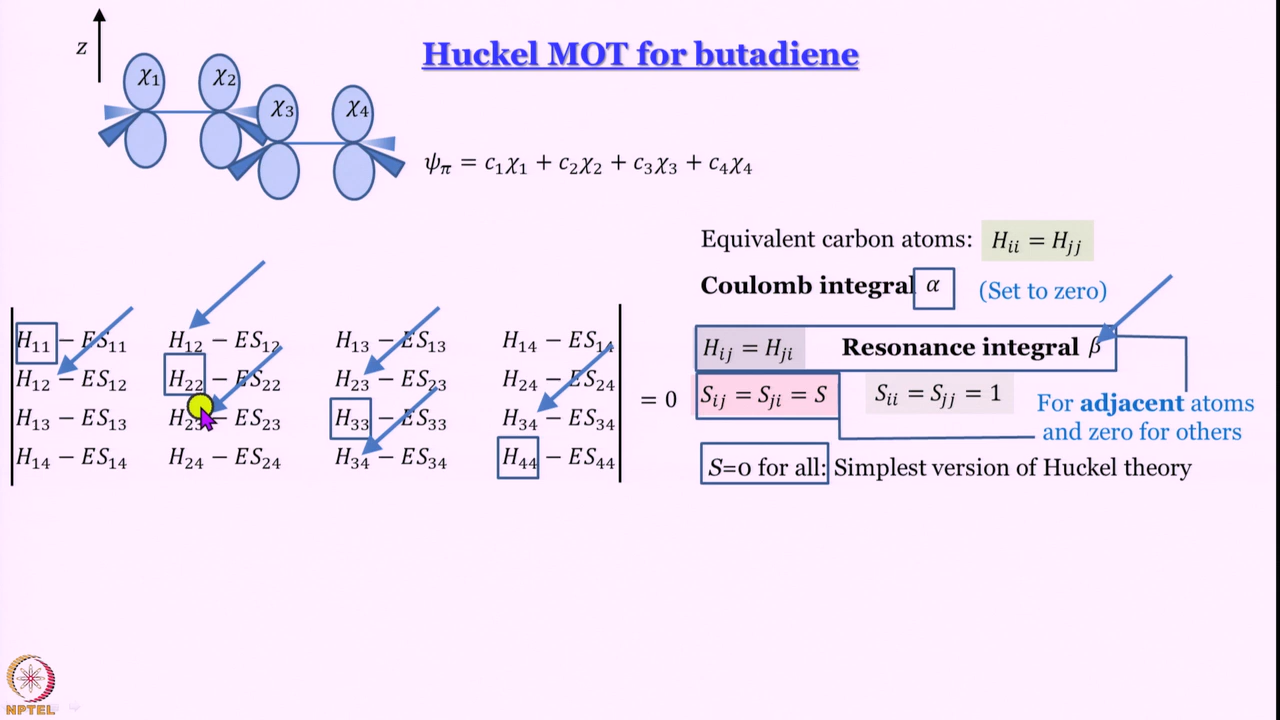 Huckel MOT for butadiene
z
χ₁ χ₂ χ₃ χ₄
ψ_π = c₁χ₁ + c₂χ₂ + c₃χ₃ + c₄χ₄
Equivalent carbon atoms: H_ii = H_jj
Coulomb integral α (Set to zero)
H_ij = H_ji Resonance integral β
S_ij = S_ji = S S_ii = S_jj = 1
For adjacent atoms
and zero for others
S=0 for all: Simplest version of Huckel theory
H₁₁ − ES₁₁ H₁₂ − ES₁₂ H₁₃ − ES₁₃ H₁₄ − ES₁₄
H₁₂ − ES₁₂ H₂₂ − ES₂₂ H₂₃ − ES₂₃ H₂₄ − ES₂₄
H₁₃ − ES₁₃ H₂₃ − ES₂₃ H₃₃ − ES₃₃ H₃₄ − ES₃₄
H₁₄ − ES₁₄ H₂₄ − ES₂₄ H₃₄ − ES₃₄ H₄₄ − ES₄₄
= 0
NPTEL